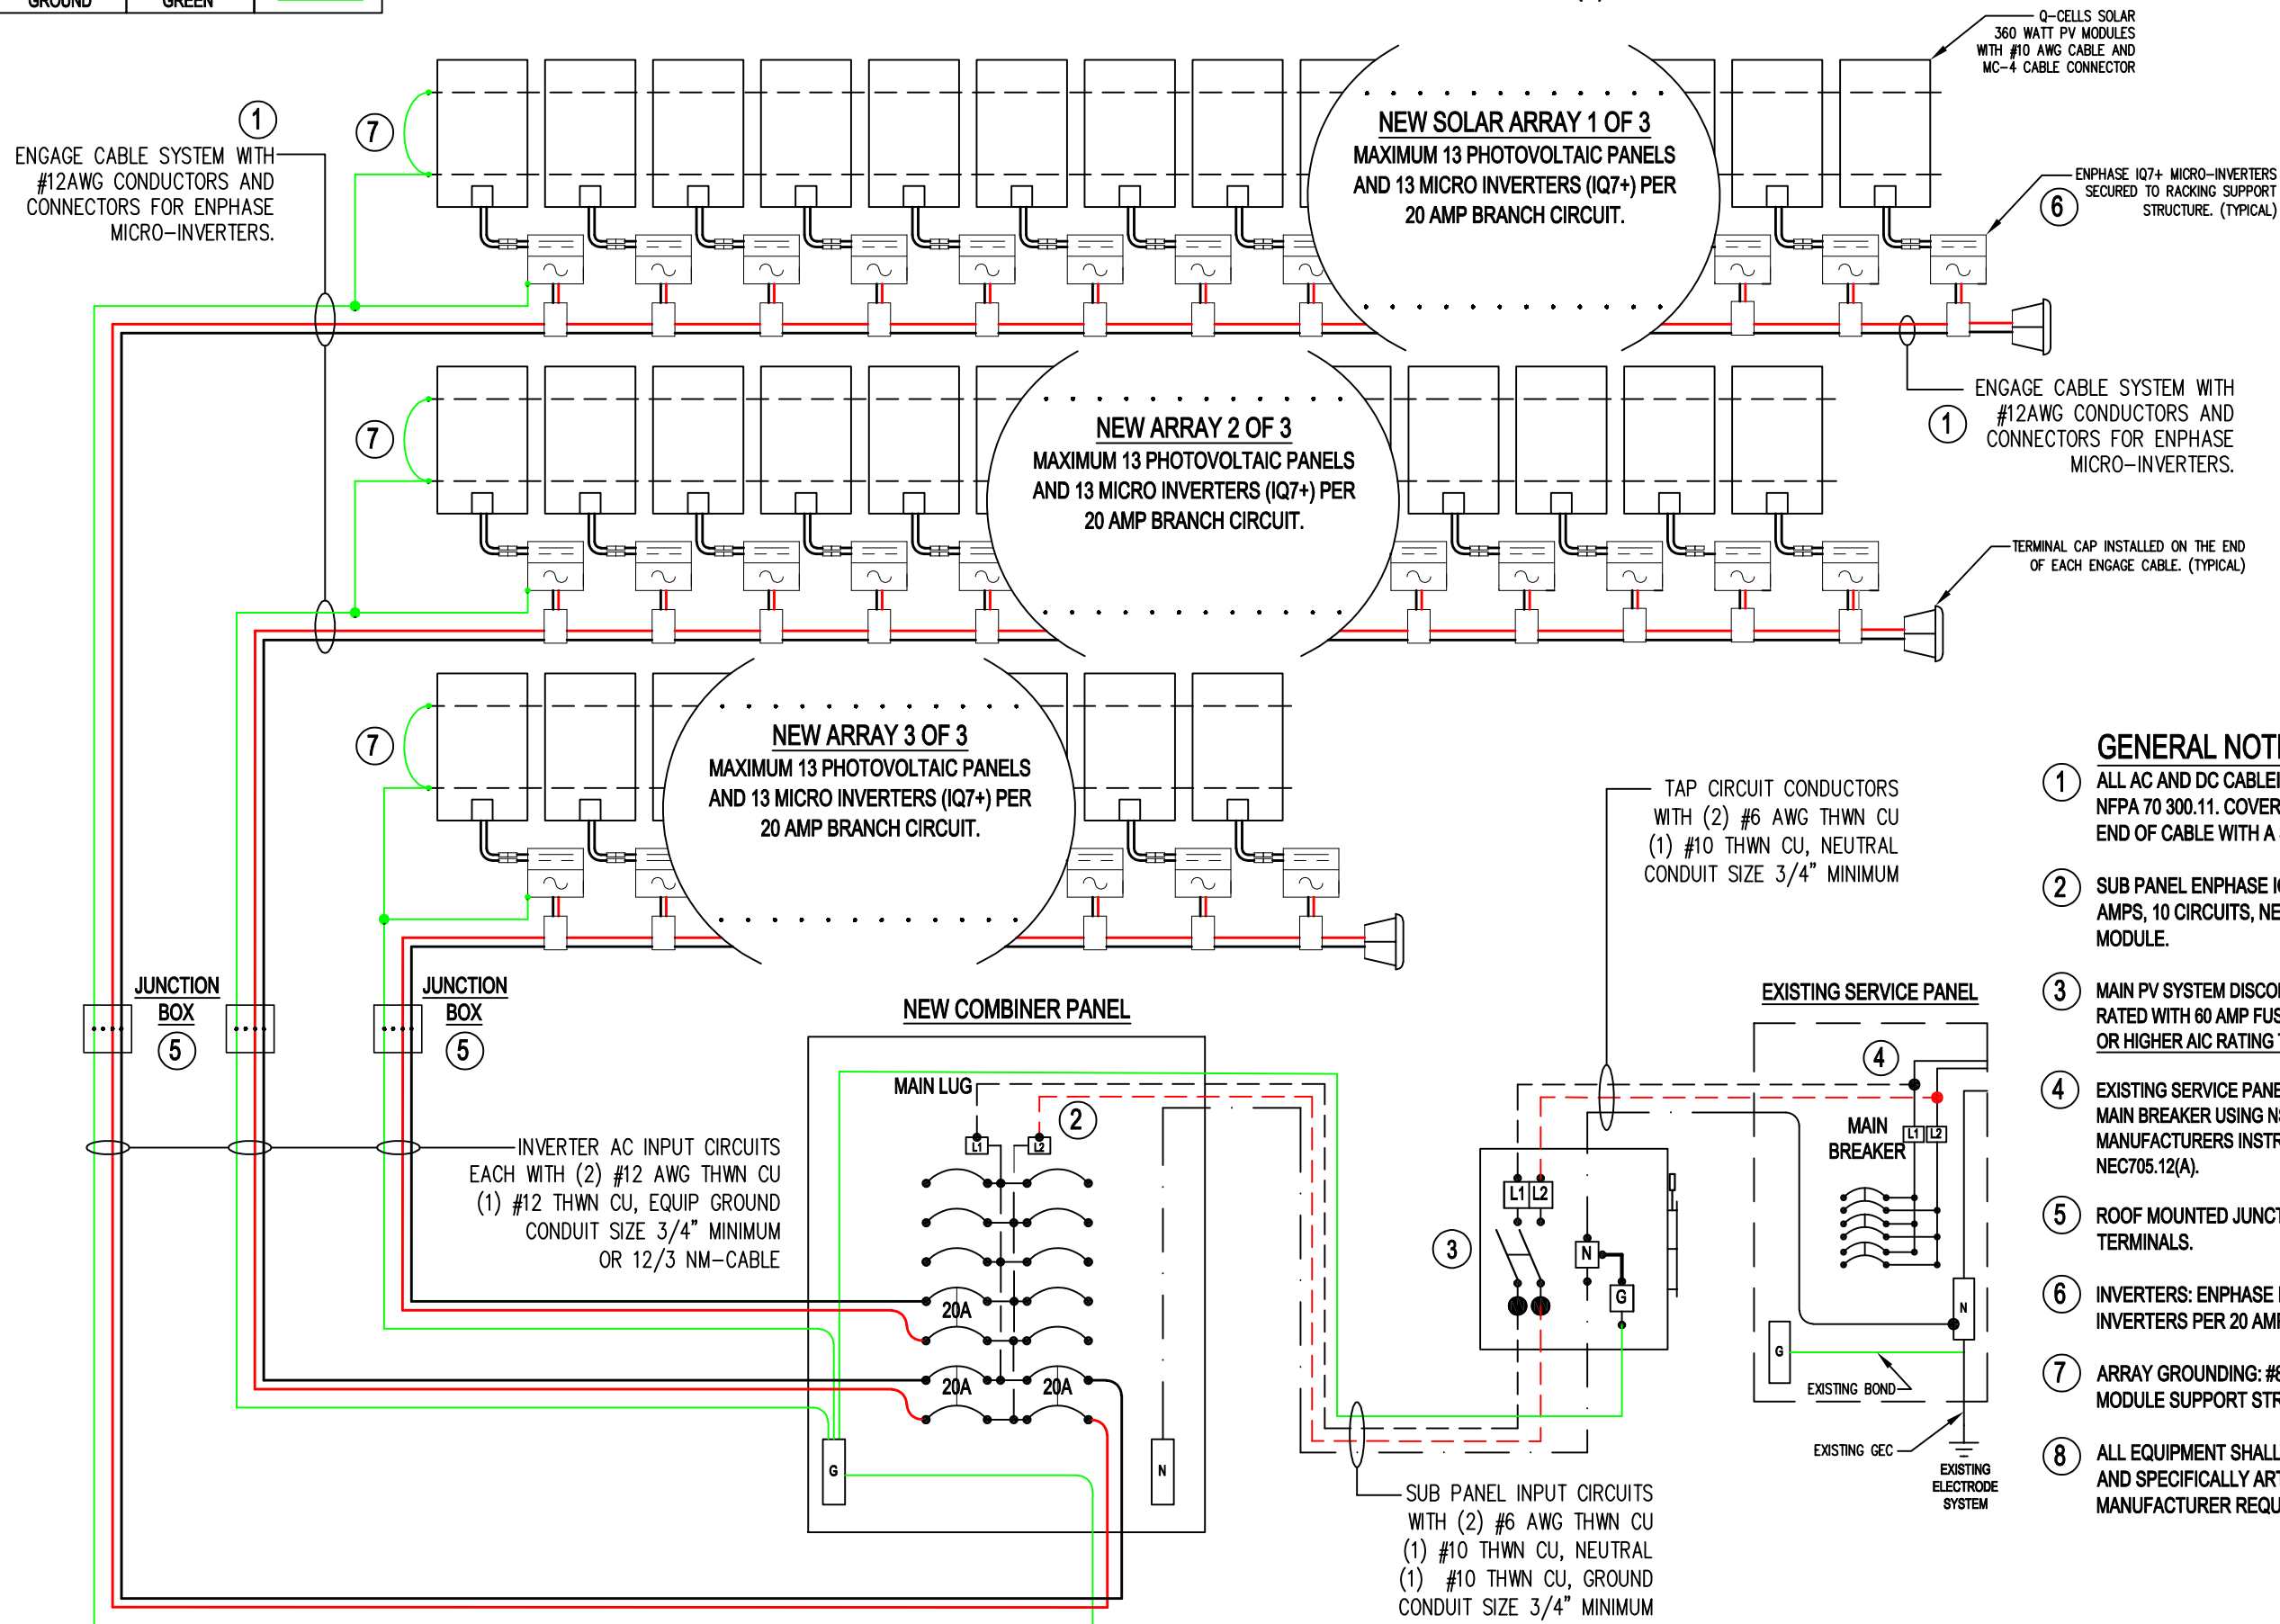 GROUND GREEN
Q-CELLS SOLAR
360 WATT PV MODULES
WITH #10 AWG CABLE AND
MC-4 CABLE CONNECTOR
1
ENGAGE CABLE SYSTEM WITH
#12AWG CONDUCTORS AND
CONNECTORS FOR ENPHASE
MICRO-INVERTERS.
7
NEW SOLAR ARRAY 1 OF 3
MAXIMUM 13 PHOTOVOLTAIC PANELS
AND 13 MICRO INVERTERS (IQ7+) PER
20 AMP BRANCH CIRCUIT.
ENPHASE IQ7+ MICRO-INVERTERS
SECURED TO RACKING SUPPORT
STRUCTURE. (TYPICAL)
6
ENGAGE CABLE SYSTEM WITH
#12AWG CONDUCTORS AND
CONNECTORS FOR ENPHASE
MICRO-INVERTERS.
1
7
NEW ARRAY 2 OF 3
MAXIMUM 13 PHOTOVOLTAIC PANELS
AND 13 MICRO INVERTERS (IQ7+) PER
20 AMP BRANCH CIRCUIT.
TERMINAL CAP INSTALLED ON THE END
OF EACH ENGAGE CABLE. (TYPICAL)
7
NEW ARRAY 3 OF 3
MAXIMUM 13 PHOTOVOLTAIC PANELS
AND 13 MICRO INVERTERS (IQ7+) PER
20 AMP BRANCH CIRCUIT.
TAP CIRCUIT CONDUCTORS
WITH (2) #6 AWG THWN CU
(1) #10 THWN CU, NEUTRAL
CONDUIT SIZE 3/4" MINIMUM
JUNCTION
BOX
5
JUNCTION
BOX
5
INVERTER AC INPUT CIRCUITS
EACH WITH (2) #12 AWG THWN CU
(1) #12 THWN CU, EQUIP GROUND
CONDUIT SIZE 3/4" MINIMUM
OR 12/3 NM-CABLE
NEW COMBINER PANEL
MAIN LUG
2
L1 L2
20A
20A 20A
G
N
SUB PANEL INPUT CIRCUITS
WITH (2) #6 AWG THWN CU
(1) #10 THWN CU, NEUTRAL
(1) #10 THWN CU, GROUND
CONDUIT SIZE 3/4" MINIMUM
3
L1 L2
N
G
EXISTING SERVICE PANEL
4
MAIN
BREAKER
L1 L2
N
G
EXISTING BOND
EXISTING GEC
EXISTING
ELECTRODE
SYSTEM
GENERAL
1 ALL AC AND DC
NFPA 70 300.11.
END OF CABLE WITH A
2 SUB PANEL ENPHASE
AMPS, 10 CIRCUITS,
MODULE.
3 MAIN PV SYSTEM
RATED WITH 60 AMP
OR HIGHER AIC RATING
4 EXISTING SERVICE
MAIN BREAKER USING
MANUFACTURERS
NEC705.12(A).
5 ROOF MOUNTED
TERMINALS.
6 INVERTERS: ENPHASE
INVERTERS PER 20
7 ARRAY GROUNDING: #8
MODULE SUPPORT
8 ALL EQUIPMENT SHALL
AND SPECIFICALLY
MANUFACTURER